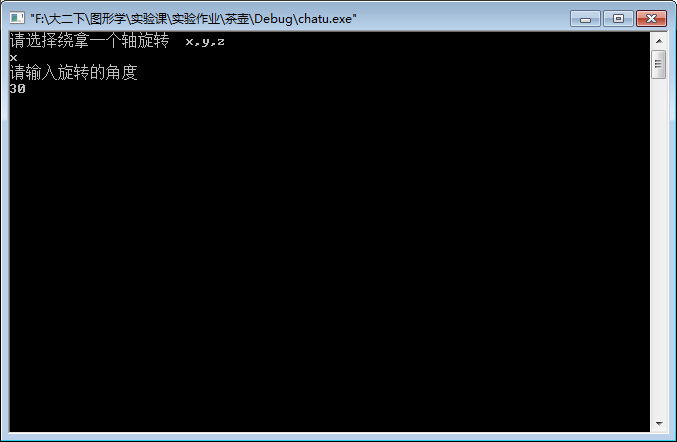 "F:\大二下\图形学\实验课\实验作业\茶壶\Debug\chatu.exe"
请选择绕拿一个轴旋转  x,y,z
x
请输入旋转的角度
30